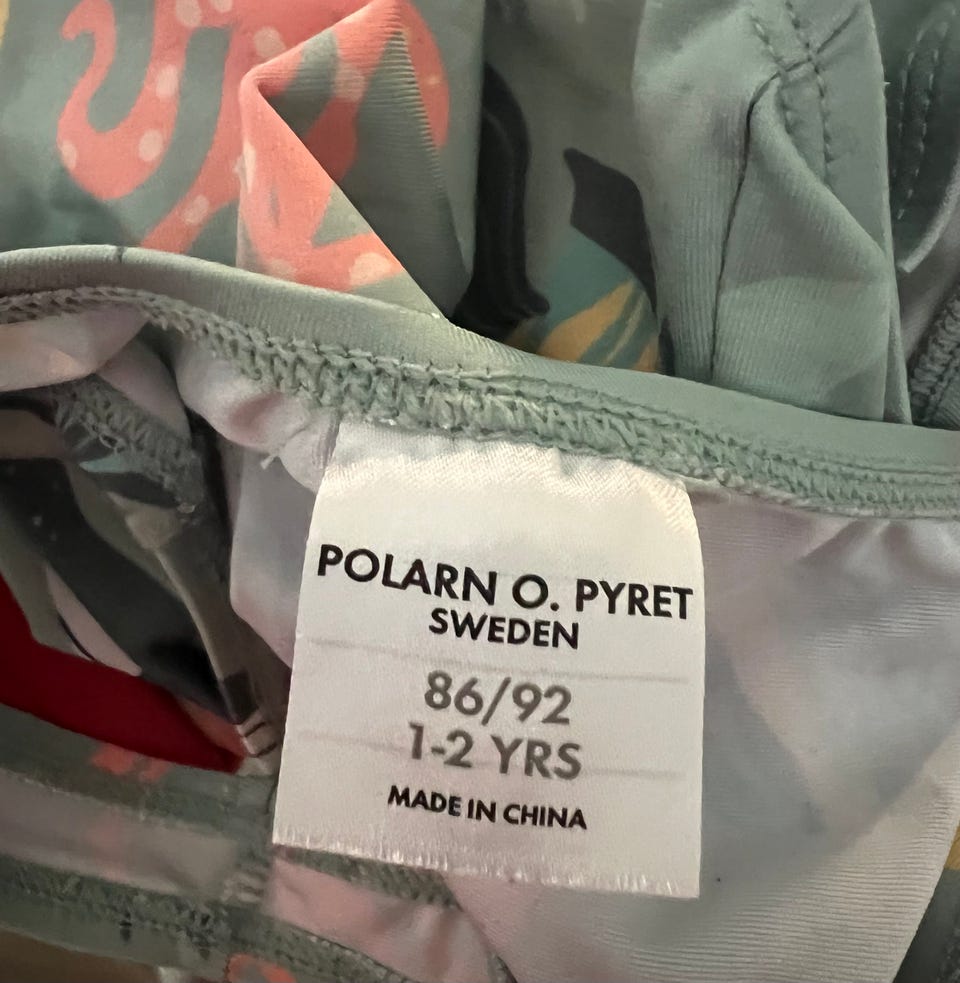 POLARN O. PYRET
SWEDEN
86/92
1-2 YRS
MADE IN CHINA